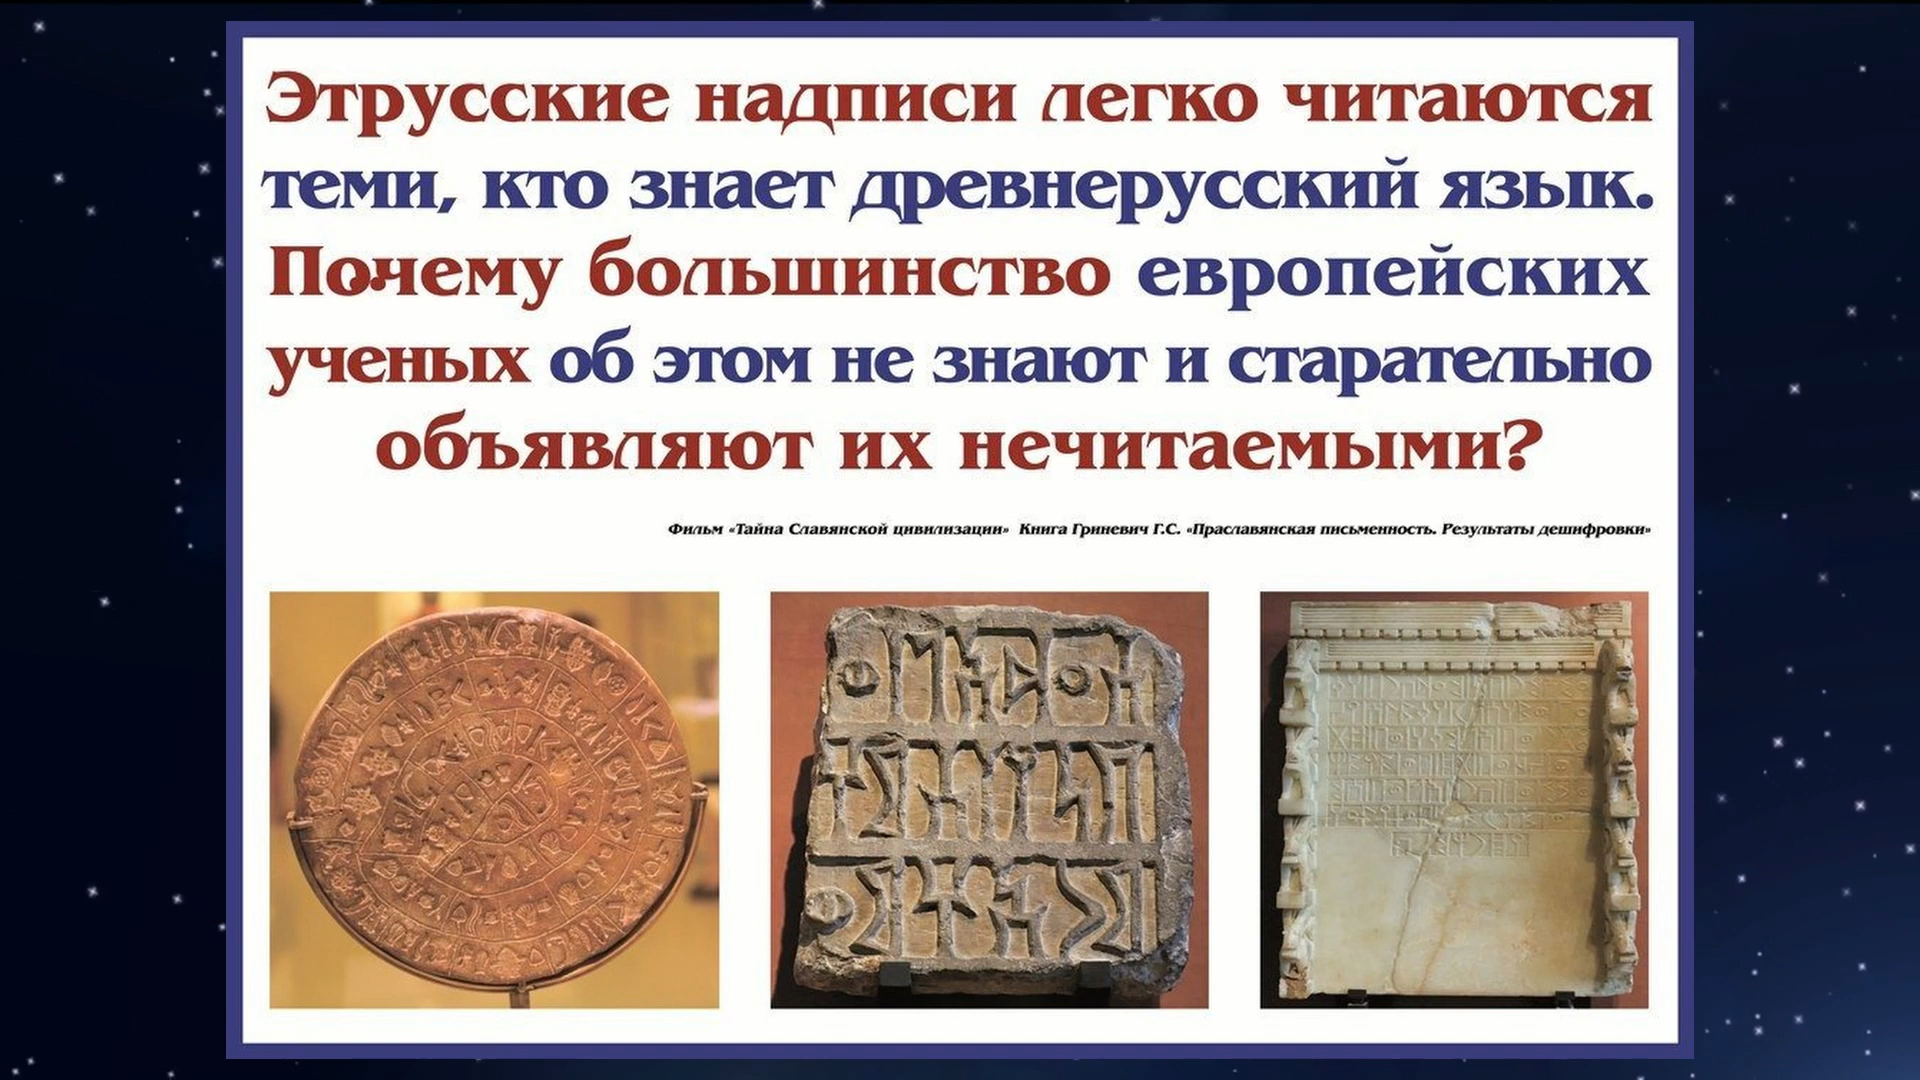 Этрусские надписи легко читаются
теми, кто знает древнерусский язык.
Почему большинство европейских
ученых об этом не знают и старательно
объявляют их нечитаемыми?
Фильм «Тайна Славянской цивилизации» Книга Гриневич Г.С. «Праславянская письменность. Результаты дешифровки»